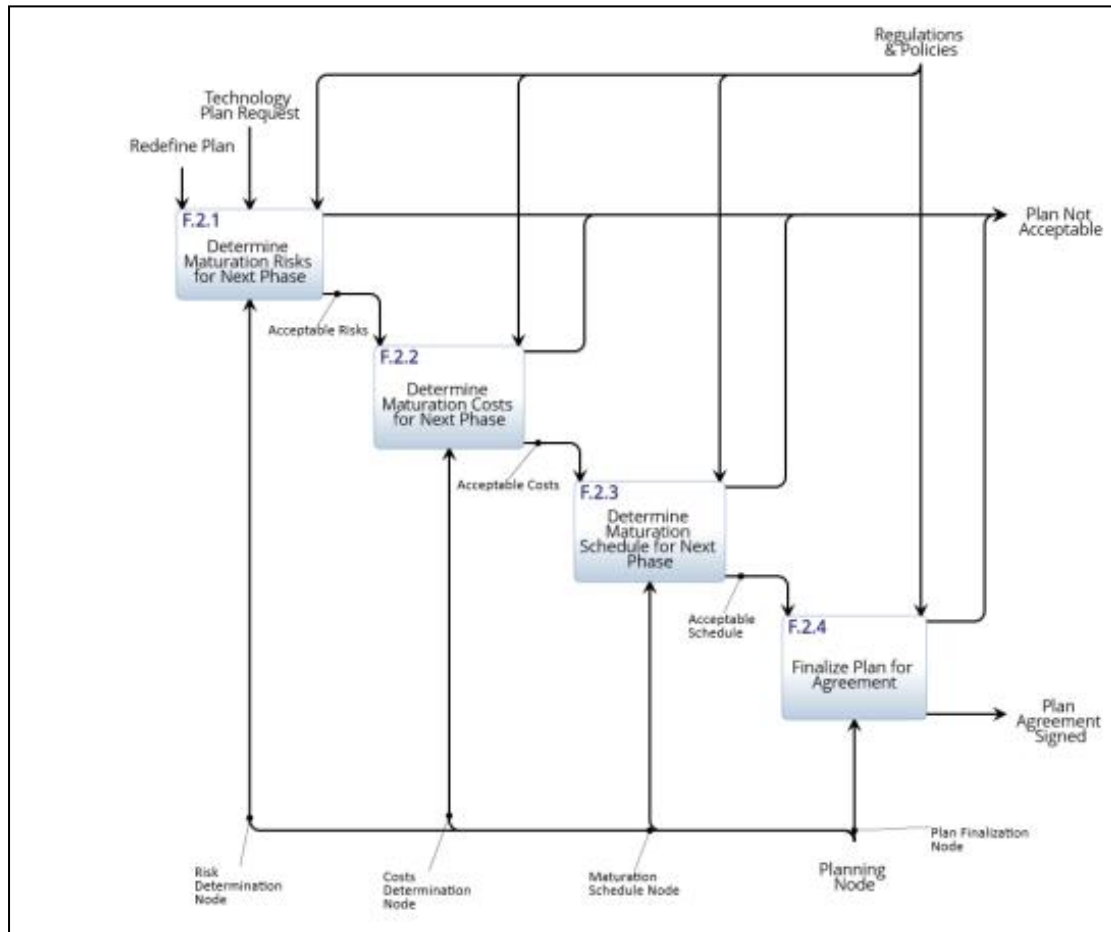 Regulations
& Policies
Technology
Plan Request
Redefine Plan
F.2.1
Determine
Maturation Risks
for Next Phase
Plan Not
Acceptable
Acceptable Risks
F.2.2
Determine
Maturation Costs
for Next Phase
Acceptable Costs
F.2.3
Determine
Maturation
Schedule for Next
Phase
Acceptable
Schedule
F.2.4
Finalize Plan for
Agreement
Plan
Agreement
Signed
Risk
Determination
Node
Costs
Determination
Node
Maturation
Schedule Node
Planning
Node
Plan Finalization
Node